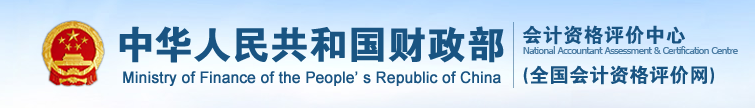 中华人民共和国财政部
Ministry of Finance of the People’ s Republic of China
会计资格评价中心
National Accountant Assessment & Certification Centre
(全国会计资格评价网)